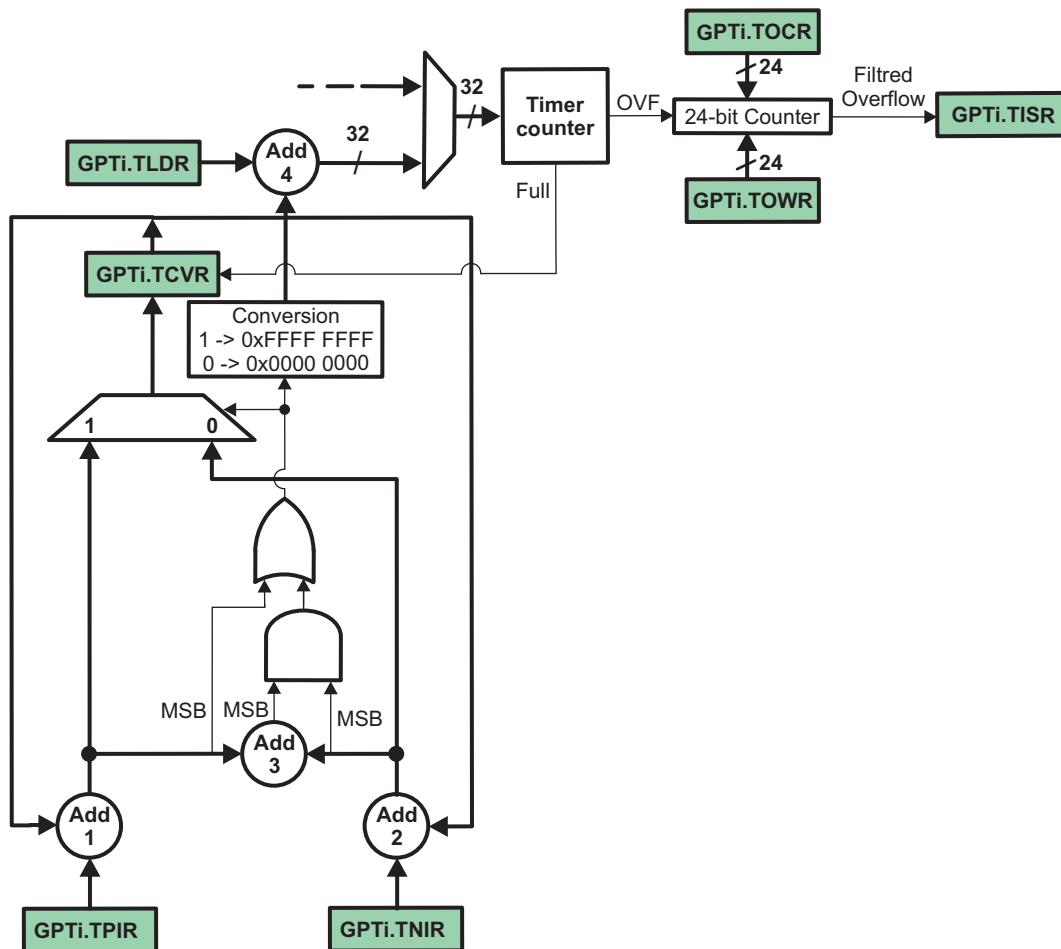 GPTi.TOCR
24
32
Filtred
Overflow
Timer
counter
OVF
24-bit Counter
GPTi.TISR
32
GPTi.TLDR
Add
4
24
Full
GPTi.TOWR
GPTi.TCVR
Conversion
1 -> 0xFFFF FFFF
0 -> 0x0000 0000
1
0
MSB
MSB
MSB
Add
3
Add
1
Add
2
GPTi.TPIR
GPTi.TNIR